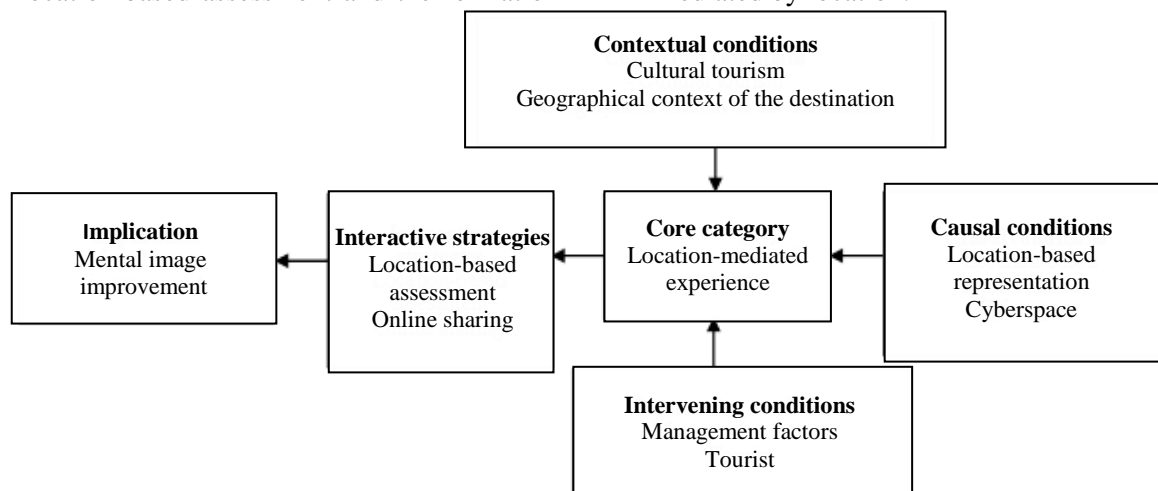 Contextual conditions
Cultural tourism
Geographical context of the destination
Implication
Mental image
improvement
Interactive strategies
Location-based
assessment
Online sharing
Core category
Location-mediated
experience
Causal conditions
Location-based
representation
Cyberspace
Intervening conditions
Management factors
Tourist